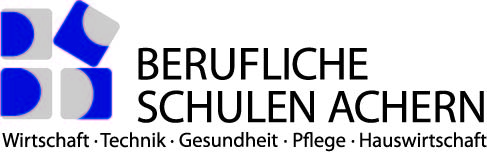 BERUFLICHE
SCHULEN ACHERN
Wirtschaft · Technik · Gesundheit · Pflege · Hauswirtschaft